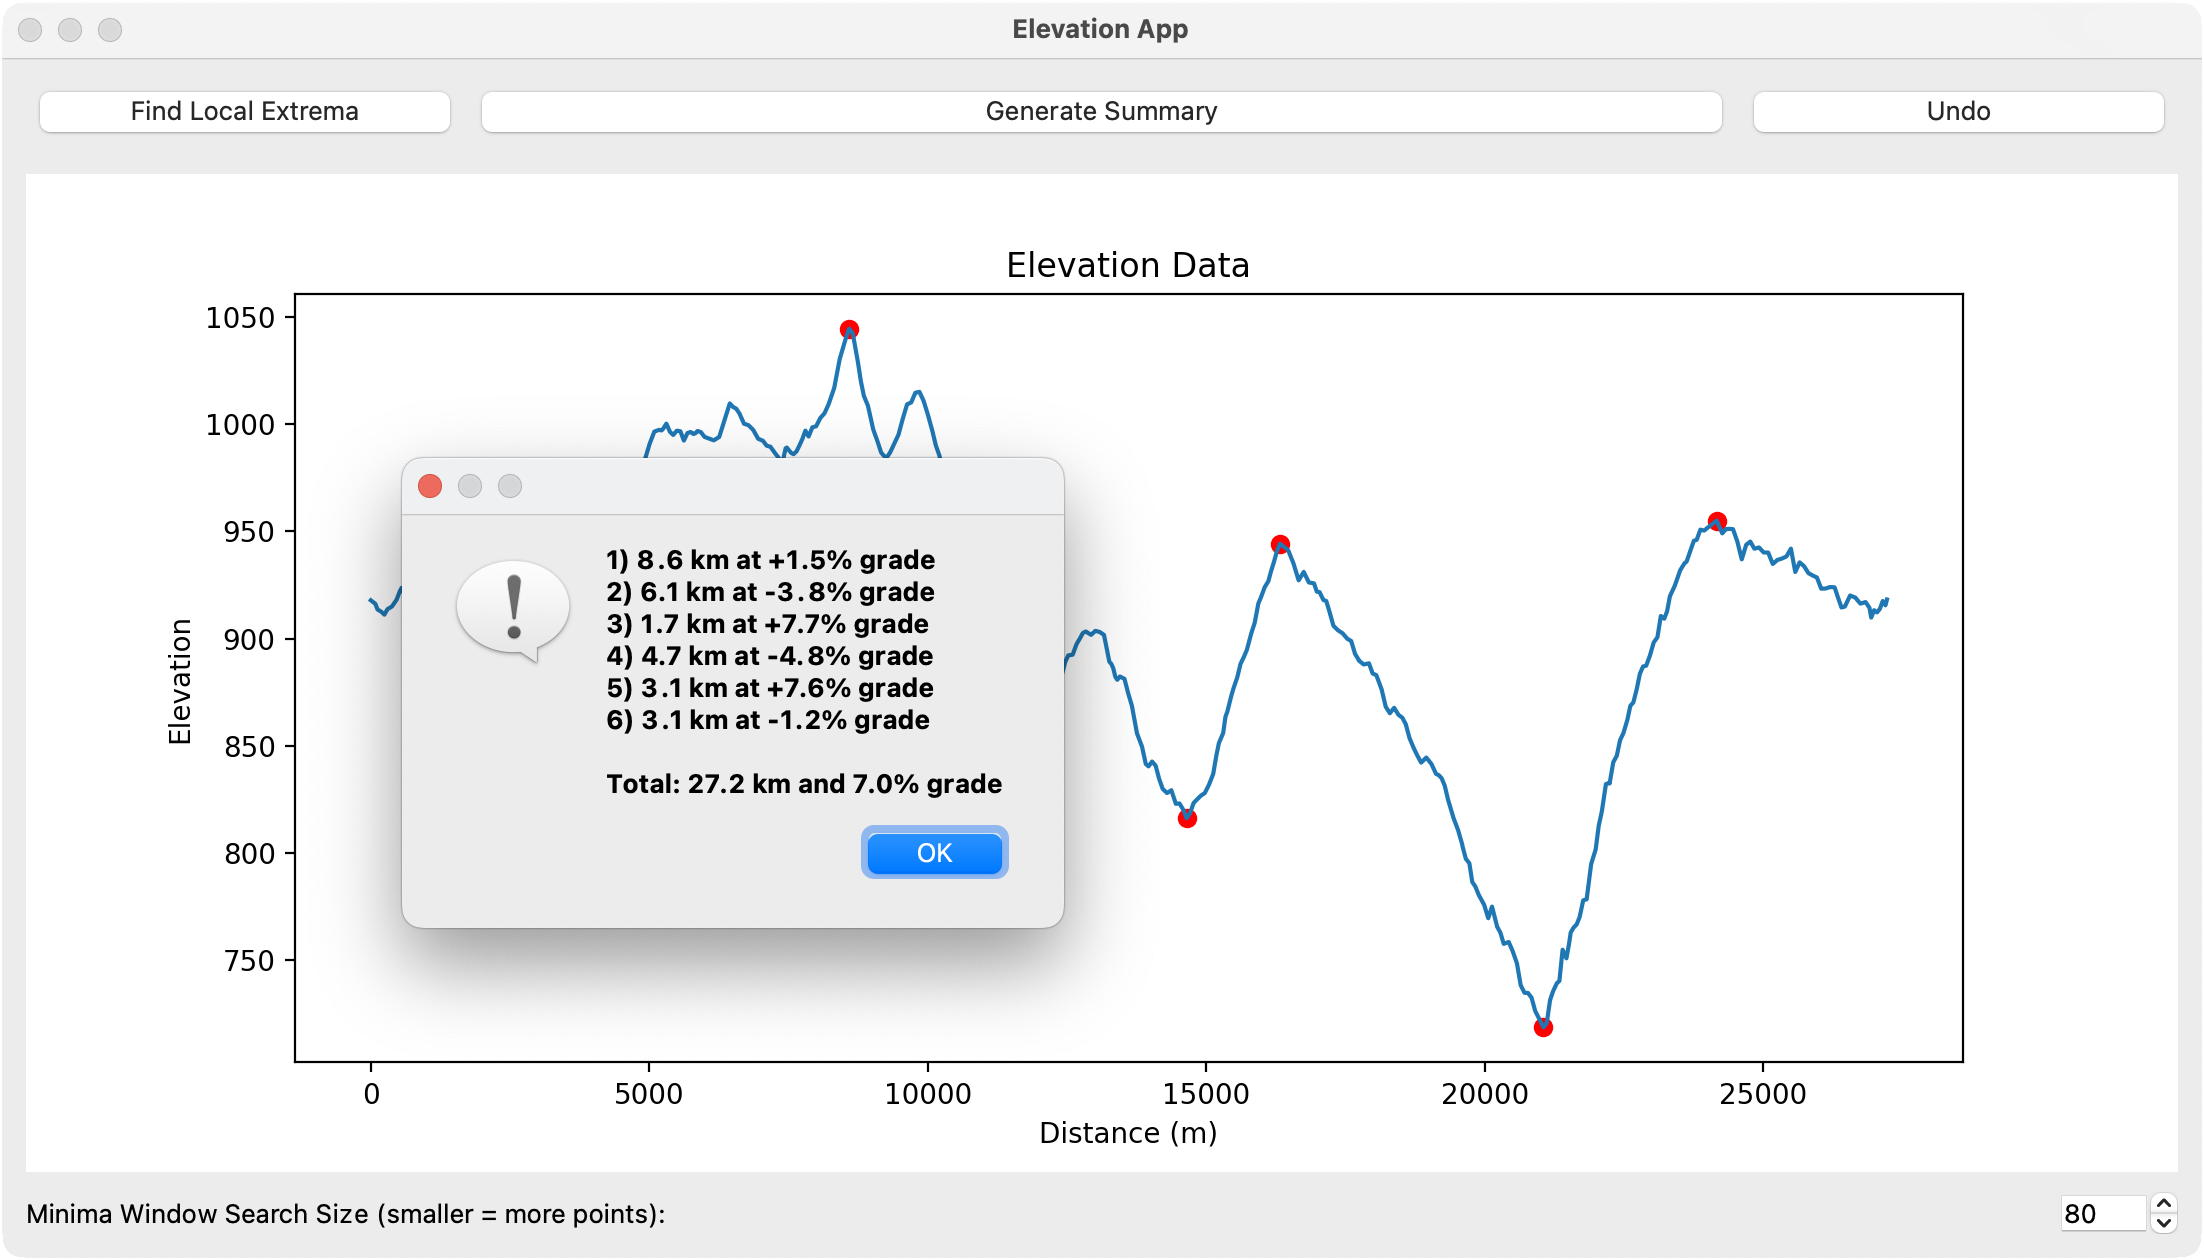 Elevation App
Find Local Extrema
Generate Summary
Undo
Elevation Data
1050
1000
950
900
850
800
750
Elevation
1) 8.6 km at +1.5% grade
2) 6.1 km at -3.8% grade
3) 1.7 km at +7.7% grade
4) 4.7 km at -4.8% grade
5) 3.1 km at +7.6% grade
6) 3.1 km at -1.2% grade
Total: 27.2 km and 7.0% grade
OK
0 5000 10000 15000 20000 25000
Distance (m)
Minima Window Search Size (smaller = more points):
80